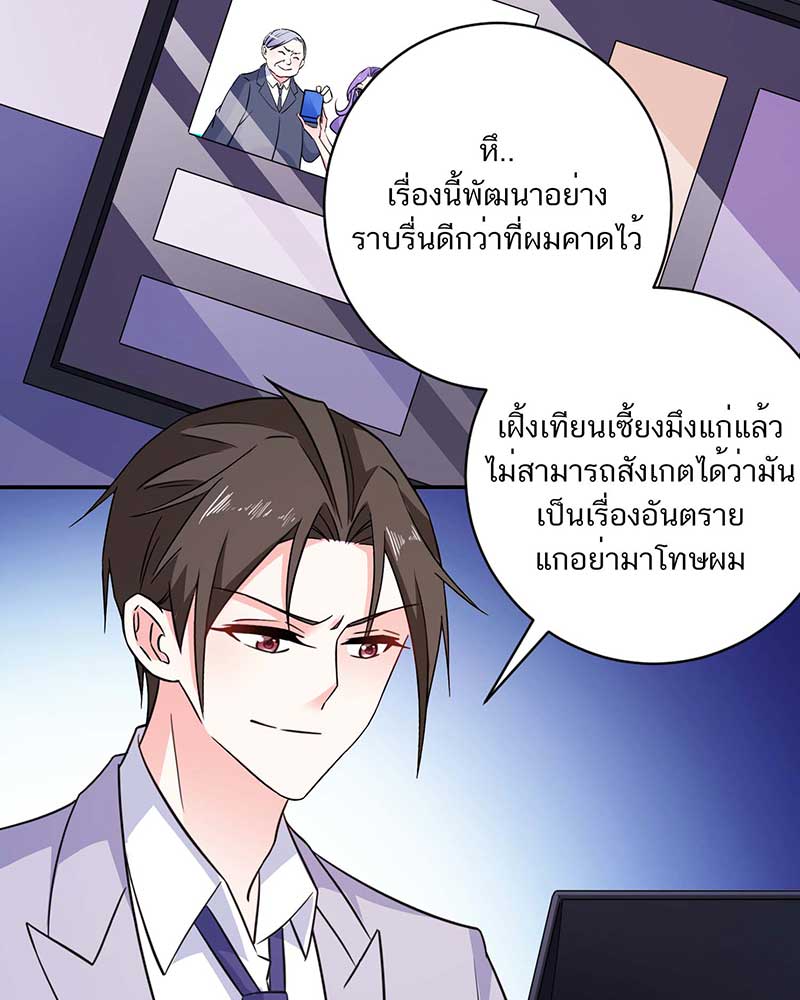 หึ..
เรื่องนี้พัฒนาอย่าง
ราบรื่นดีกว่าที่ผมคาดไว้
เฝิ้งเทียนเซี้ยงมึงแก่แล้ว
ไม่สามารถสังเกตได้ว่ามัน
เป็นเรื่องอันตราย
แกอย่ามาโทษผม